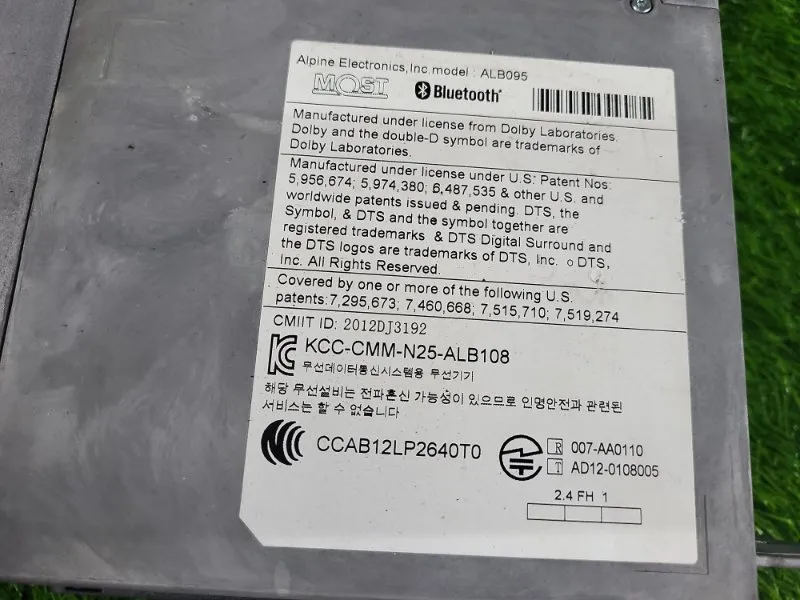 Alpine Electronics,Inc.model : ALB095
MOST
Bluetooth®
Manufactured under license from Dolby Laboratories.
Dolby and the double-D symbol are trademarks of
Dolby Laboratories.
Manufactured under license under U.S. Patent Nos:
5,956,674; 5,974,380; 6,487,535 & other U.S. and
worldwide patents issued & pending. DTS, the
Symbol, & DTS and the symbol together are
registered trademarks & DTS Digital Surround and
the DTS logos are trademarks of DTS, Inc. o DTS,
Inc. All Rights Reserved.
Covered by one or more of the following U.S.
patents:7,295,673; 7,460,668; 7,515,710; 7,519,274
CMIIT ID: 2012DJ3192
KCC-CMM-N25-ALB108
무선데이터통신시스템용 무선기기
해당 무선설비는 전파혼신 가능성이 있으므로 인명안전과 관련된
서비스는 할 수 없습니다
CCAB12LP2640T0
R 007-AA0110
T AD12-0108005
2.4 FH 1